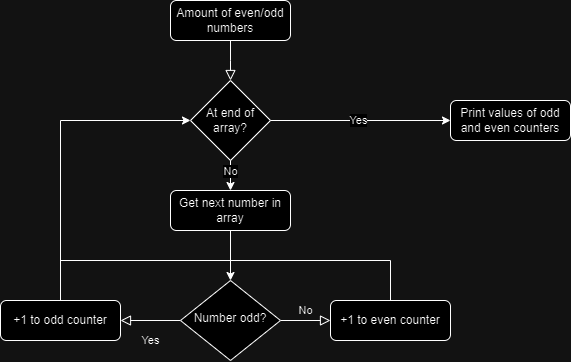 Amount of even/odd
numbers
At end of
array?
Yes
Print values of odd
and even counters
No
Get next number in
array
Number odd?
Yes
+1 to odd counter
No
+1 to even counter